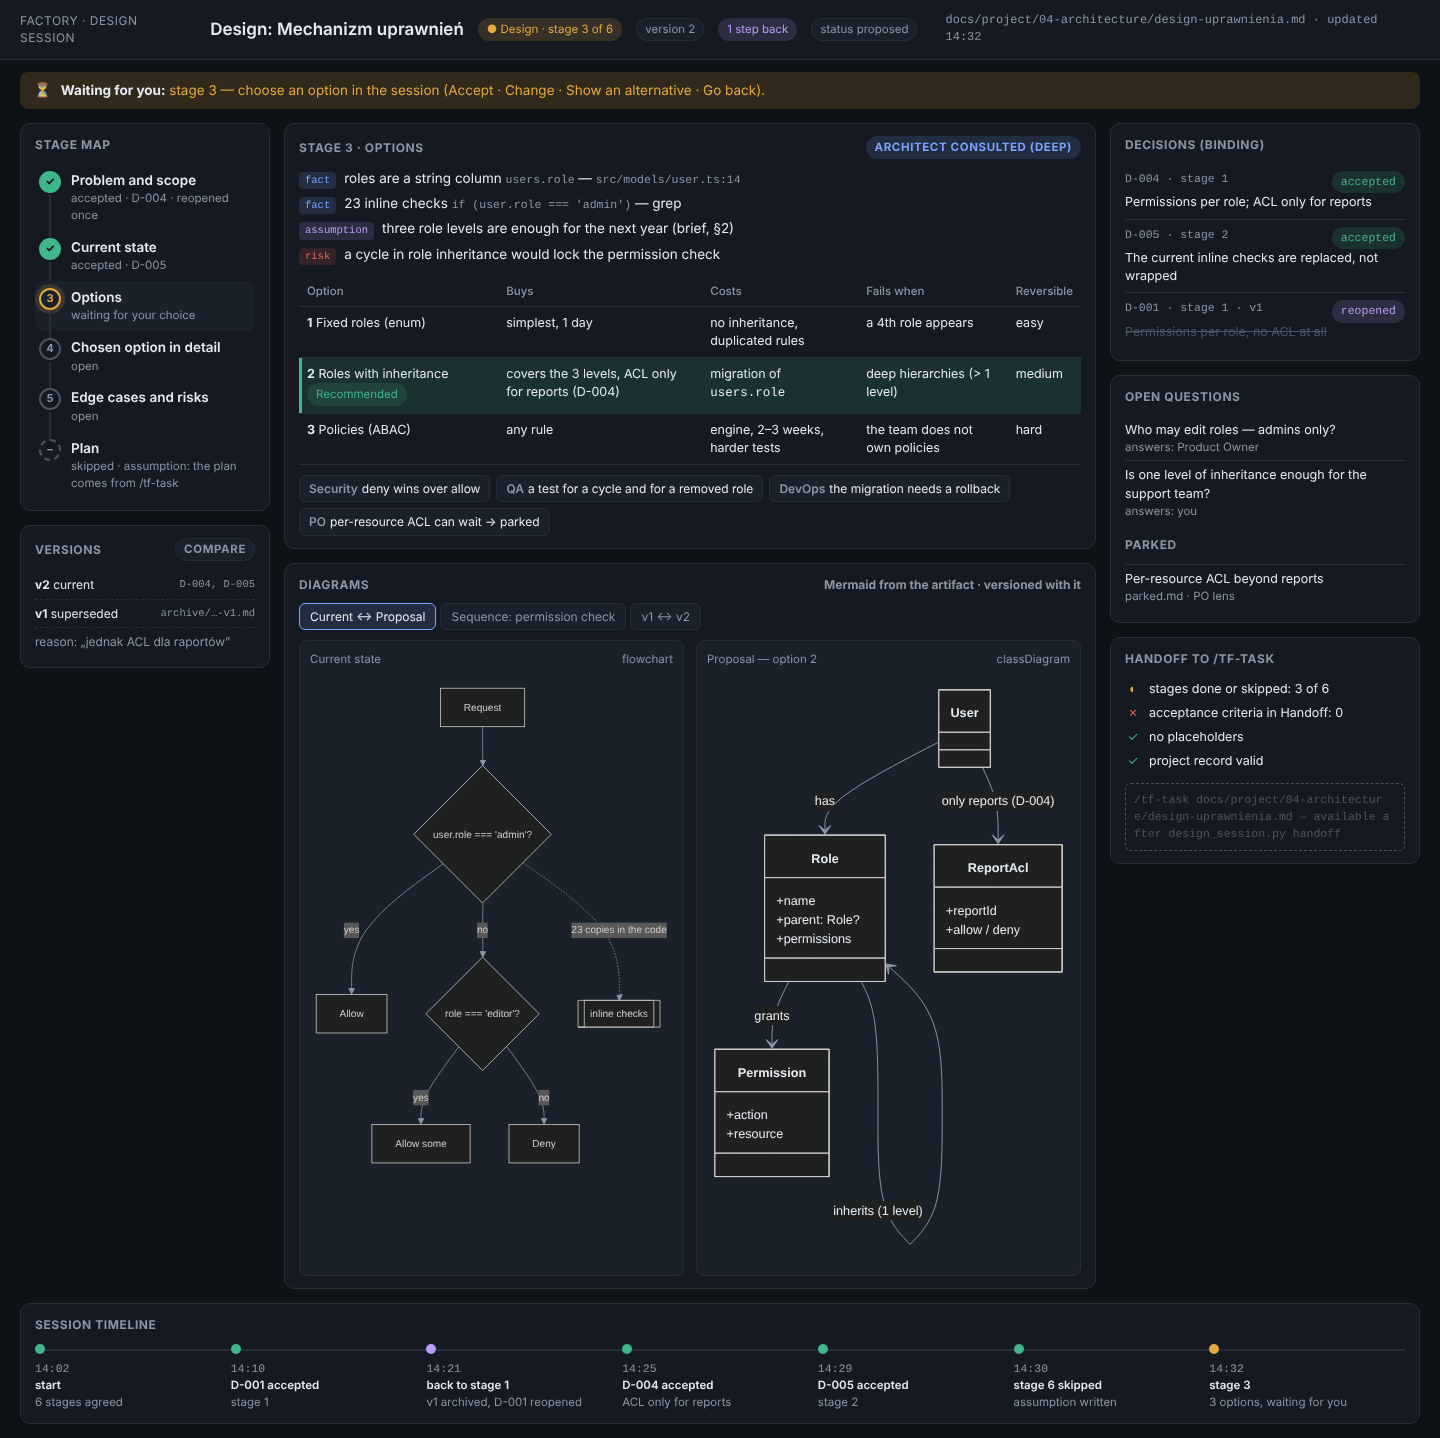 FACTORY · DESIGN
SESSION
Design: Mechanizm uprawnień
Design · stage 3 of 6
version 2
1 step back
status proposed
docs/project/04-architecture/design-uprawnienia.md · updated
14:32
⏳ Waiting for you: stage 3 — choose an option in the session (Accept · Change · Show an alternative · Go back).
STAGE MAP
Problem and scope
accepted · D-004 · reopened
once
Current state
accepted · D-005
3 Options
waiting for your choice
4 Chosen option in detail
open
5 Edge cases and risks
open
– Plan
skipped · assumption: the plan
comes from /tf-task
VERSIONS
COMPARE
v2 current D-004, D-005
v1 superseded archive/…-v1.md
reason: „jednak ACL dla raportów”
STAGE 3 · OPTIONS
ARCHITECT CONSULTED (DEEP)
fact roles are a string column users.role — src/models/user.ts:14
fact 23 inline checks if (user.role === 'admin') — grep
assumption three role levels are enough for the next year (brief, §2)
risk a cycle in role inheritance would lock the permission check
Option Buys Costs Fails when Reversible
1 Fixed roles (enum) simplest, 1 day no inheritance, a 4th role appears easy
duplicated rules
2 Roles with inheritance covers the 3 levels, ACL only migration of deep hierarchies (> 1 medium
Recommended for reports (D-004) users.role level)
3 Policies (ABAC) any rule engine, 2–3 weeks, the team does not hard
harder tests own policies
Security deny wins over allow
QA a test for a cycle and for a removed role
DevOps the migration needs a rollback
PO per-resource ACL can wait → parked
DIAGRAMS
Mermaid from the artifact · versioned with it
Current ↔ Proposal
Sequence: permission check
v1 ↔ v2
Current state flowchart
Request
user.role === 'admin'?
yes
no
23 copies in the code
Allow
role === 'editor'?
inline checks
yes
no
Allow some
Deny
Proposal — option 2 classDiagram
User
has
only reports (D-004)
Role
+name
+parent: Role?
+permissions
ReportAcl
+reportId
+allow / deny
grants
Permission
+action
+resource
inherits (1 level)
DECISIONS (BINDING)
D-004 · stage 1 accepted
Permissions per role; ACL only for reports
D-005 · stage 2 accepted
The current inline checks are replaced, not
wrapped
D-001 · stage 1 · v1 reopened
Permissions per role, no ACL at all
OPEN QUESTIONS
Who may edit roles — admins only?
answers: Product Owner
Is one level of inheritance enough for the
support team?
answers: you
PARKED
Per-resource ACL beyond reports
parked.md · PO lens
HANDOFF TO /TF-TASK
stages done or skipped: 3 of 6
✕ acceptance criteria in Handoff: 0
✓ no placeholders
✓ project record valid
/tf-task docs/project/04-architectur
e/design-uprawnienia.md — available a
fter design_session.py handoff
SESSION TIMELINE
14:02
start
6 stages agreed
14:10
D-001 accepted
stage 1
14:21
back to stage 1
v1 archived, D-001 reopened
14:25
D-004 accepted
ACL only for reports
14:29
D-005 accepted
stage 2
14:30
stage 6 skipped
assumption written
14:32
stage 3
3 options, waiting for you